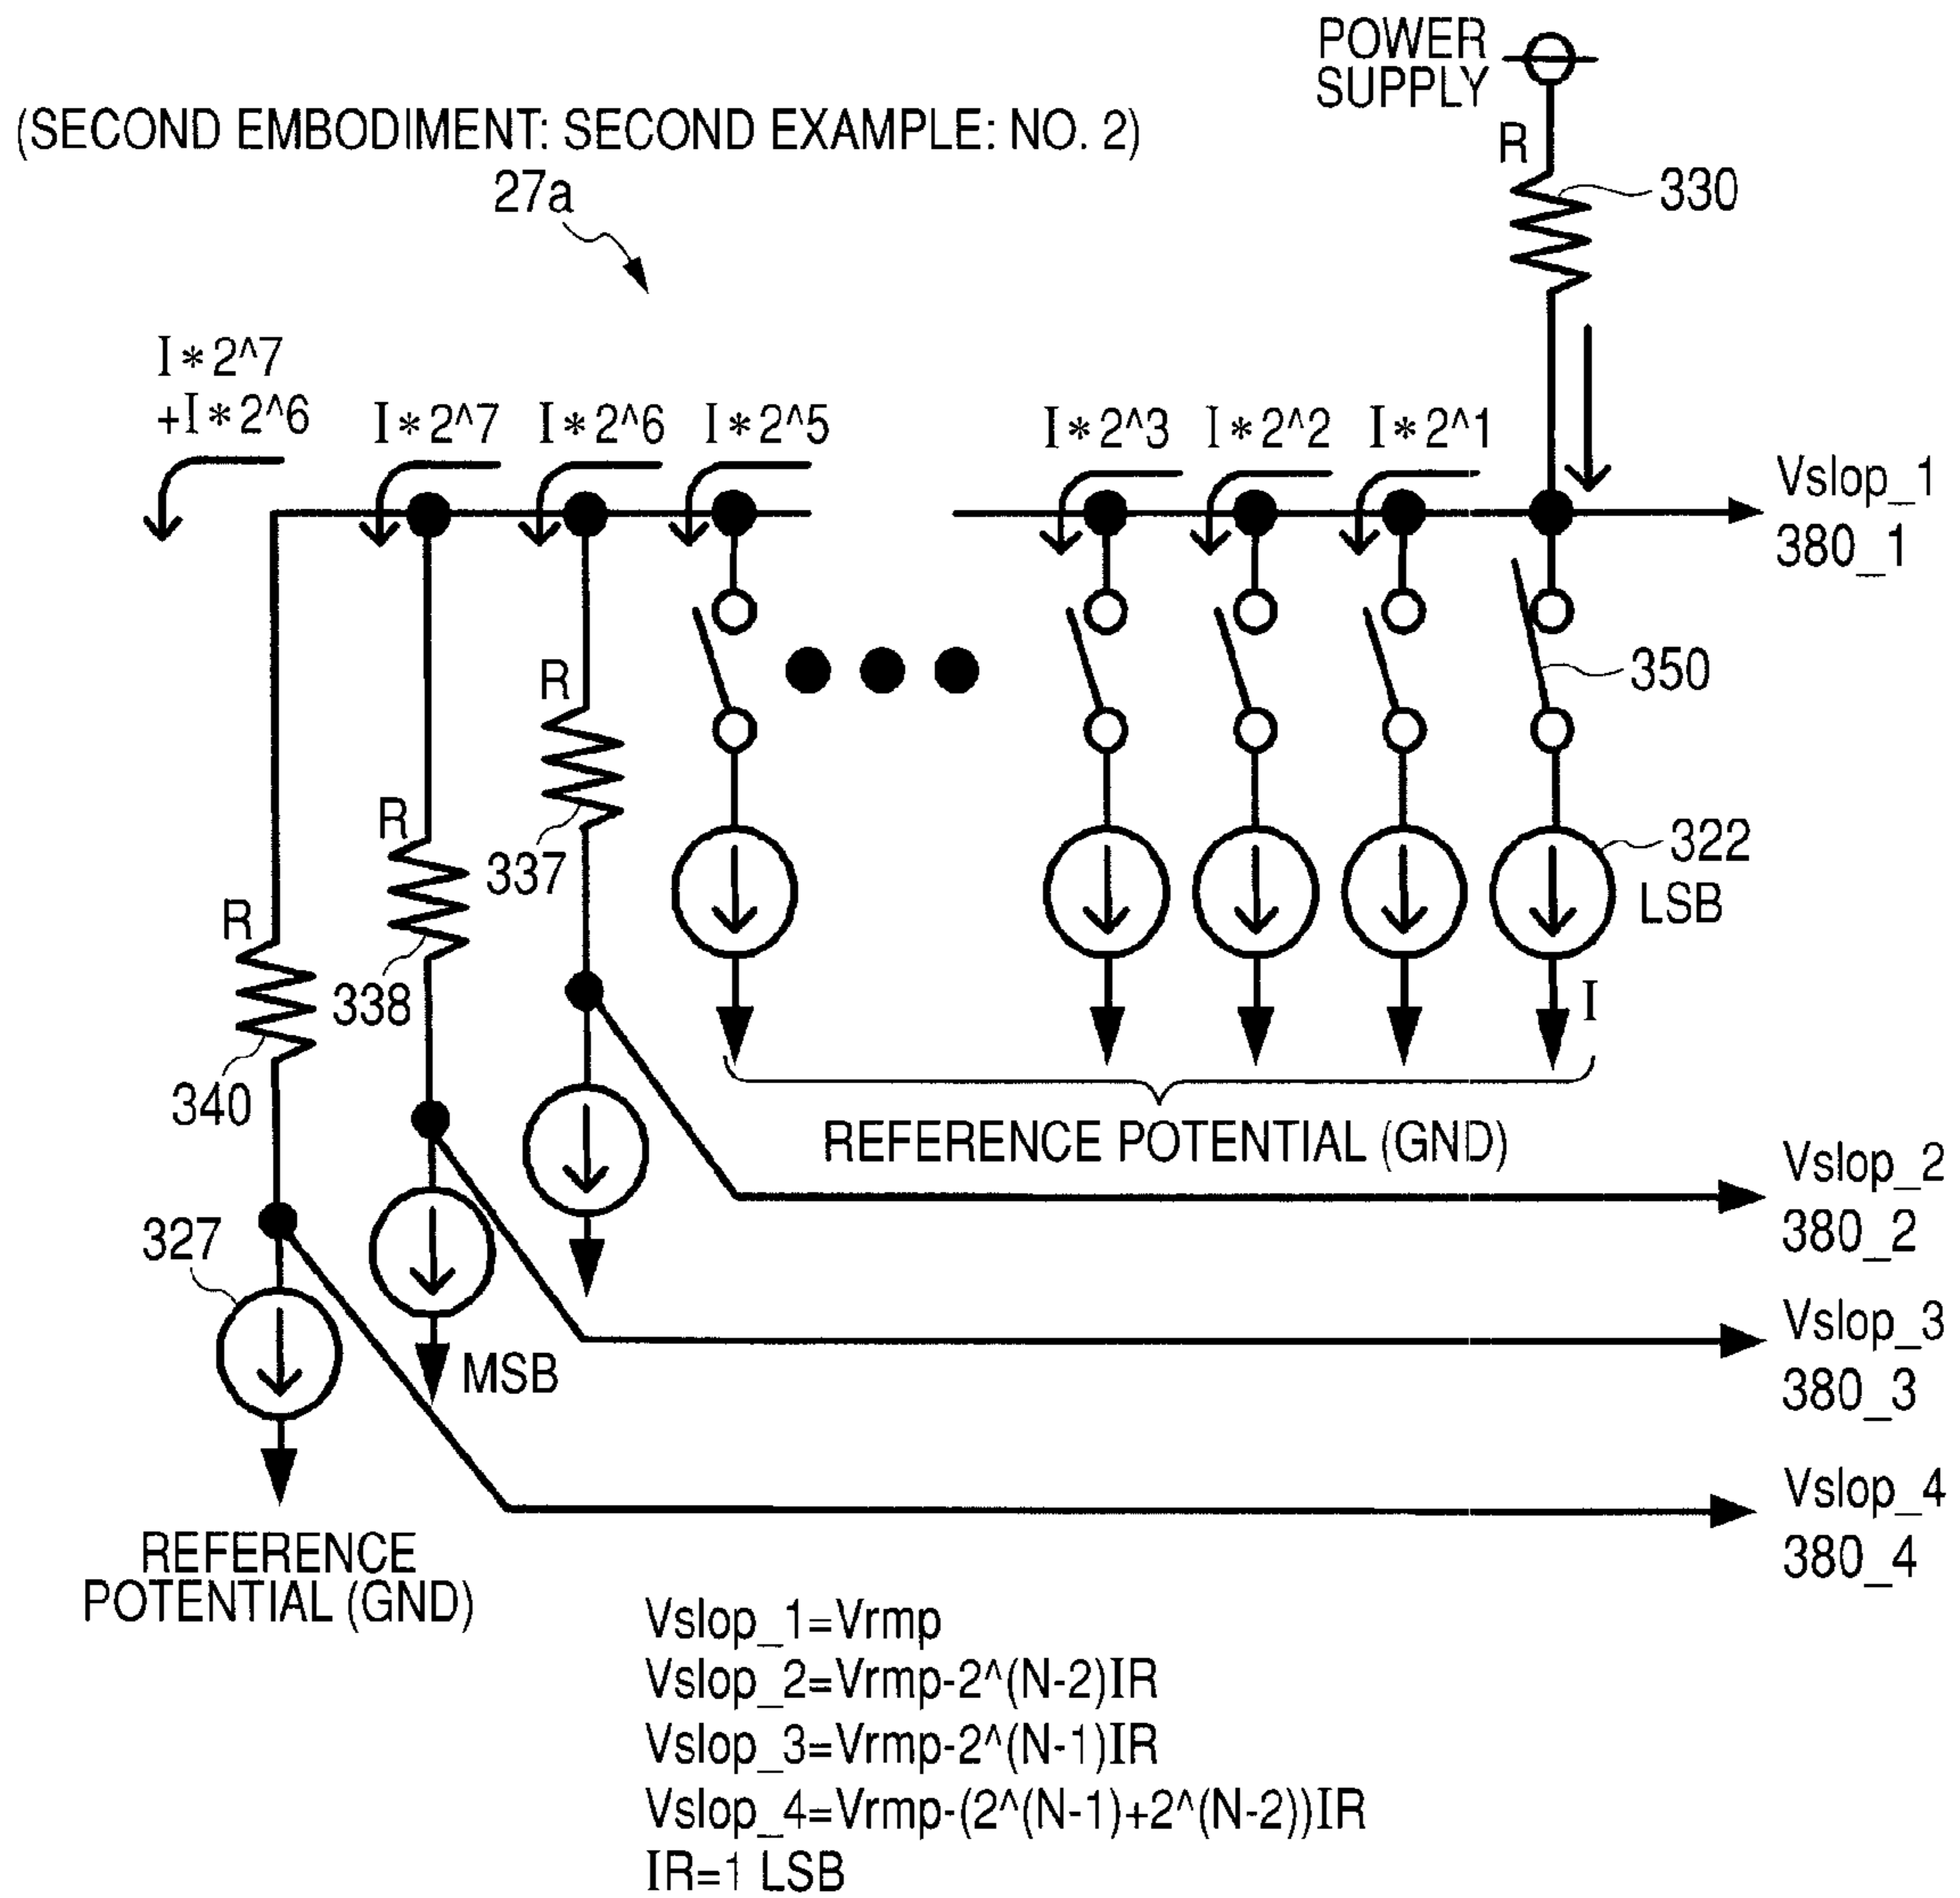 POWER
SUPPLY
(SECOND EMBODIMENT: SECOND EXAMPLE: NO. 2)
27a
R
330
I*2^7
+I*2^6
I*2^7
I*2^6
I*2^5
I*2^3
I*2^2
I*2^1
Vslop_1
380_1
R
350
R
337
322
LSB
R
338
I
340
REFERENCE POTENTIAL (GND)
Vslop_2
380_2
327
Vslop_3
380_3
MSB
Vslop_4
380_4
REFERENCE
POTENTIAL (GND)
Vslop_1=Vrmp
Vslop_2=Vrmp-2^(N-2)IR
Vslop_3=Vrmp-2^(N-1)IR
Vslop_4=Vrmp-(2^(N-1)+2^(N-2))IR
IR=1 LSB